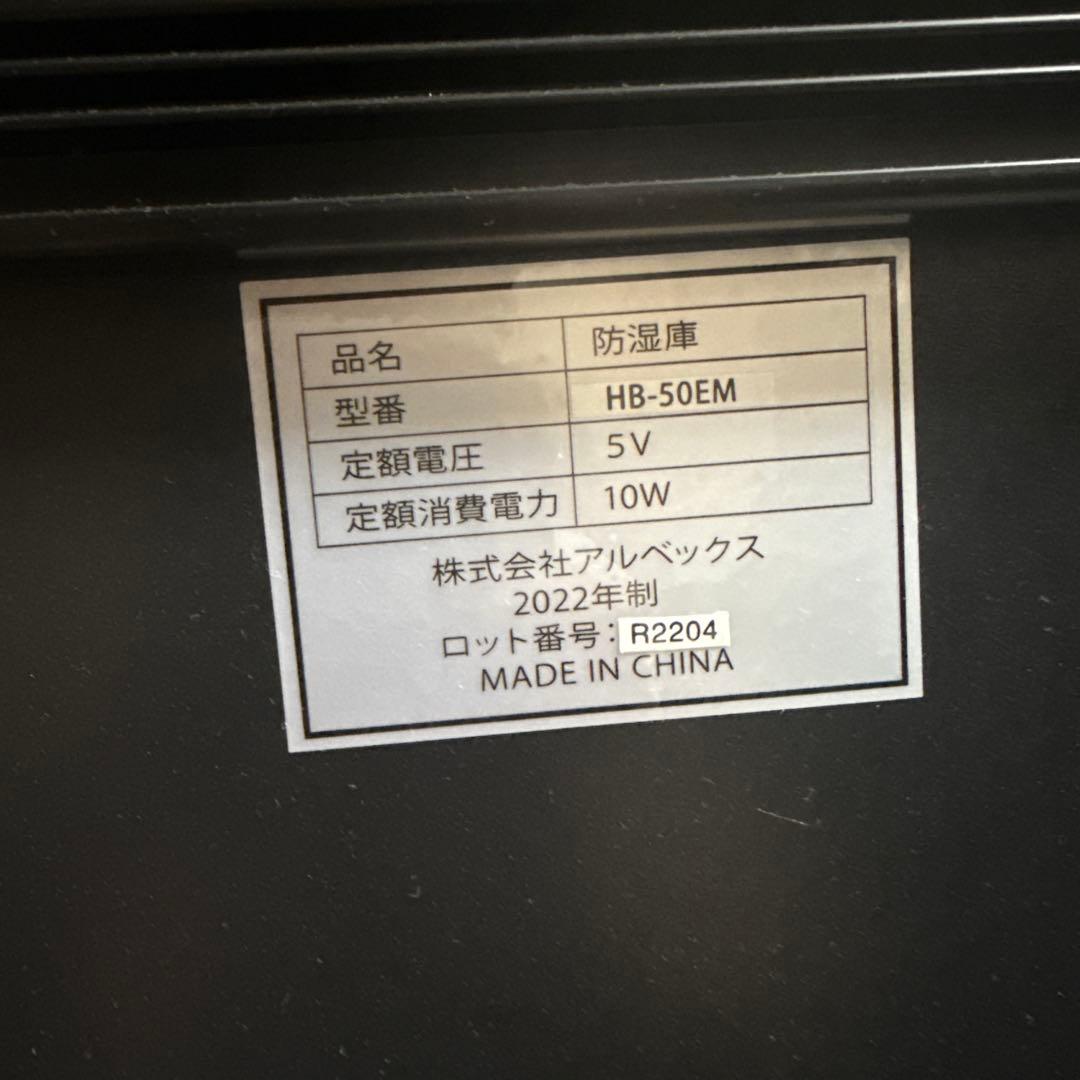 品名 防湿庫
型番 HB-50EM
定額電圧 5V
定額消費電力 10W
株式会社アルベックス
2022年制
ロット番号：R2204
MADE IN CHINA